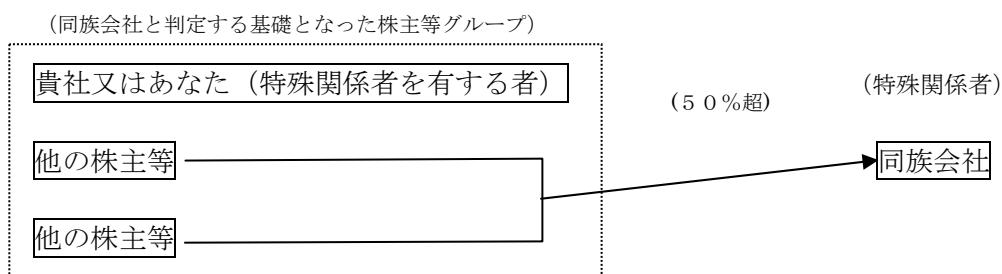 （同族会社と判定する基礎となった株主等グループ）
貴社又はあなた（特殊関係者を有する者）
（５０％超）
（特殊関係者）
他の株主等
同族会社
他の株主等